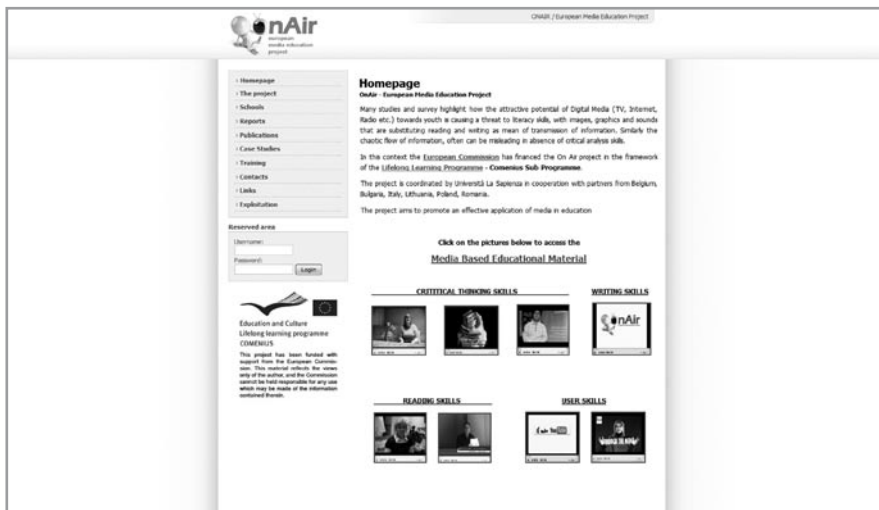 ONAIR / European Media Education Project
OnAir
european
media education
project
Homepage
The project
Schools
Reports
Publications
Case Studies
Training
Contacts
Links
Exploitation
Reserved area
Username:
Password:
Login
Education and Culture
Lifelong learning programme
COMENIUS
This project has been funded with
support from the European Commis-
sion. This material reflects the views
only of the author, and the Commission
cannot be held responsible for any use
which may be made of the information
contained therein.
Homepage
OnAir - European Media Education Project
Many studies and survey highlight how the attractive potential of Digital Media (TV, Internet,
Radio etc.) towards youth is causing a threat to literacy skills, with images, graphics and sounds
that are substituting reading and writing as mean of transmission of information. Similarly the
chaotic flow of information, often can be misleading in absence of critical analyse skills.
In this context the European Commission has financed the On Air project in the framework
of the Lifelong Learning Programme - Comenius Sub Programme.
The project is coordinated by Università La Sapienza in cooperation with partners from Belgium,
Bulgaria, Italy, Lithuania, Poland, Romania.
The project aims to promote an effective application of media in education
Click on the pictures below to access the
Media Based Educational Material
CRITITICAL THINKING SKILLS
WRITING SKILLS
OnAir
READING SKILLS
USER SKILLS